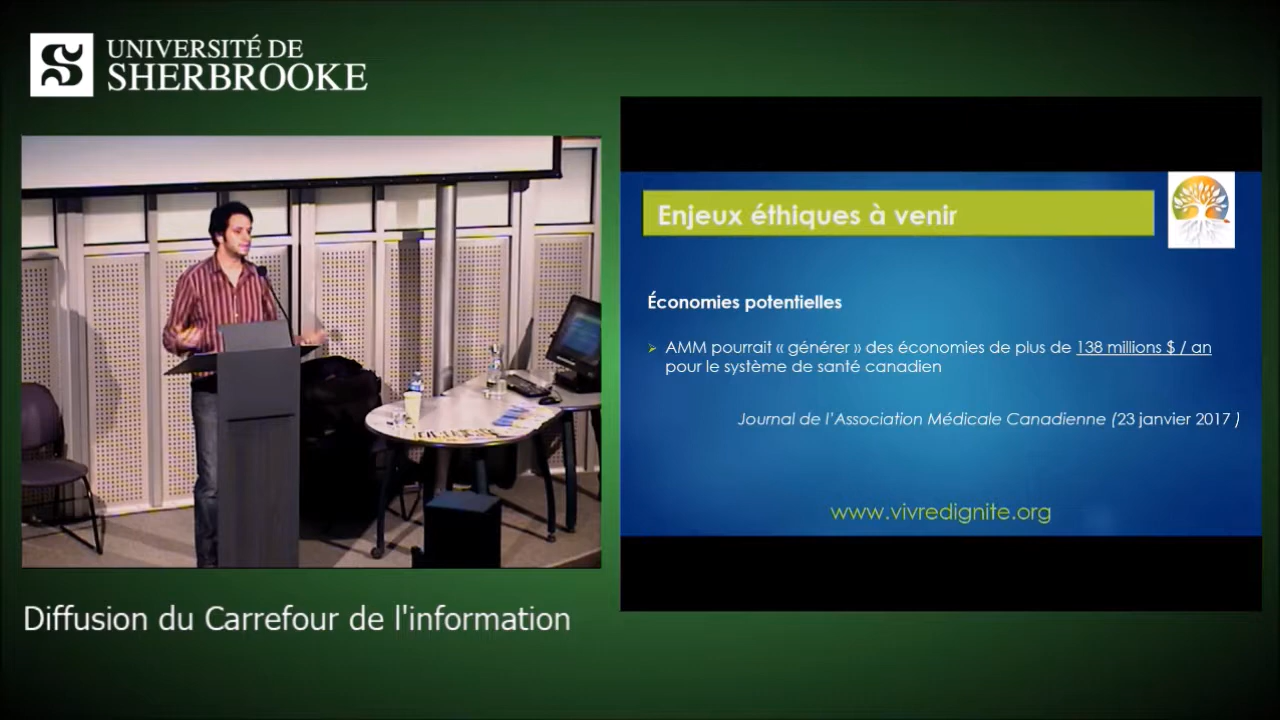 UNIVERSITÉ DE
SHERBROOKE
Enjeux éthiques à venir
Économies potentielles
AMM pourrait « générer » des économies de plus de 138 millions $ / an
pour le système de santé canadien
Journal de l'Association Médicale Canadienne (23 janvier 2017 )
www.vivredignite.org
Diffusion du Carrefour de l'information